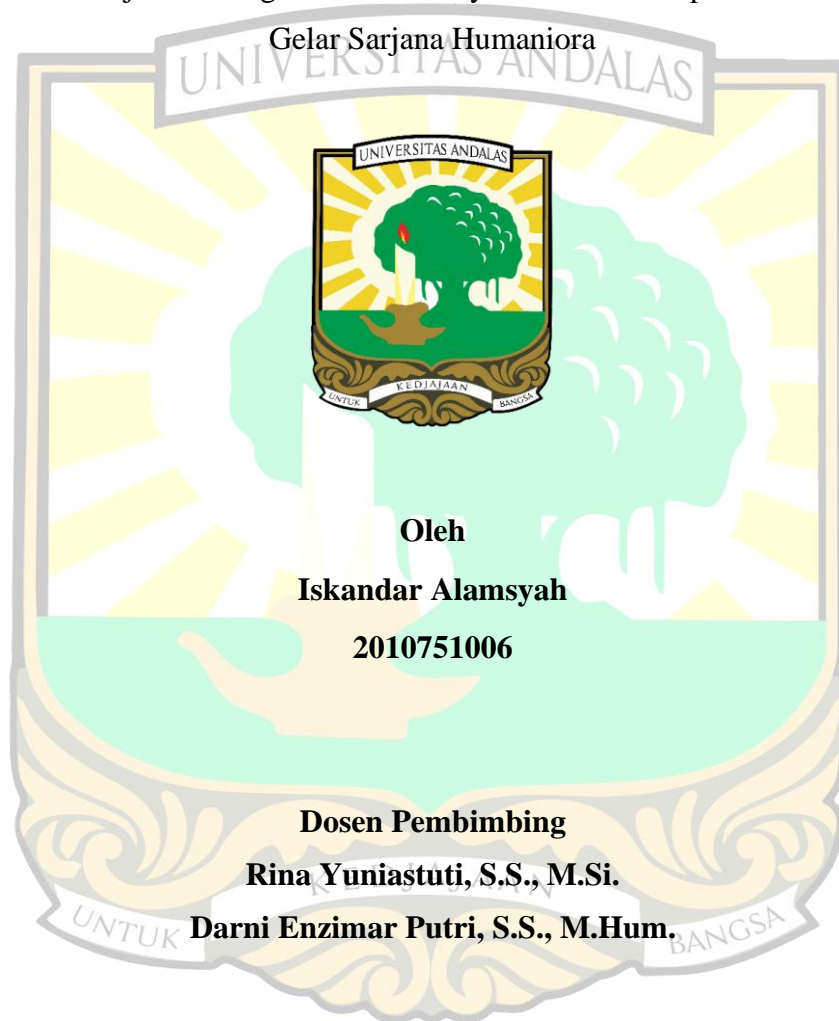 Gelar Sarjana Humaniora
UNIVERSITAS ANDALAS
UNIVERSITAS ANDALAS
UNTUK KEDJAJAAN BANGSA
Oleh
Iskandar Alamsyah
2010751006
Dosen Pembimbing
Rina Yuniastuti, S.S., M.Si.
KEDJAJAAN
Darni Enzimar Putri, S.S., M.Hum.
UNTUK BANGSA